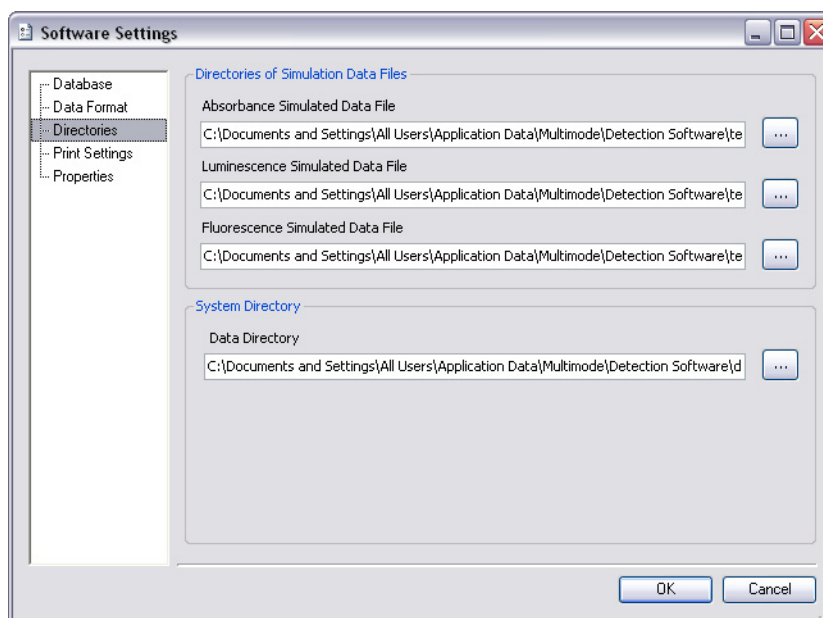 Software Settings
Database
Data Format
Directories
Print Settings
Properties
Directories of Simulation Data Files
Absorbance Simulated Data File
C:\Documents and Settings\All Users\Application Data\Multimode\Detection Software\te
...
Luminescence Simulated Data File
C:\Documents and Settings\All Users\Application Data\Multimode\Detection Software\te
...
Fluorescence Simulated Data File
C:\Documents and Settings\All Users\Application Data\Multimode\Detection Software\te
...
System Directory
Data Directory
C:\Documents and Settings\All Users\Application Data\Multimode\Detection Software\d
...
OK
Cancel